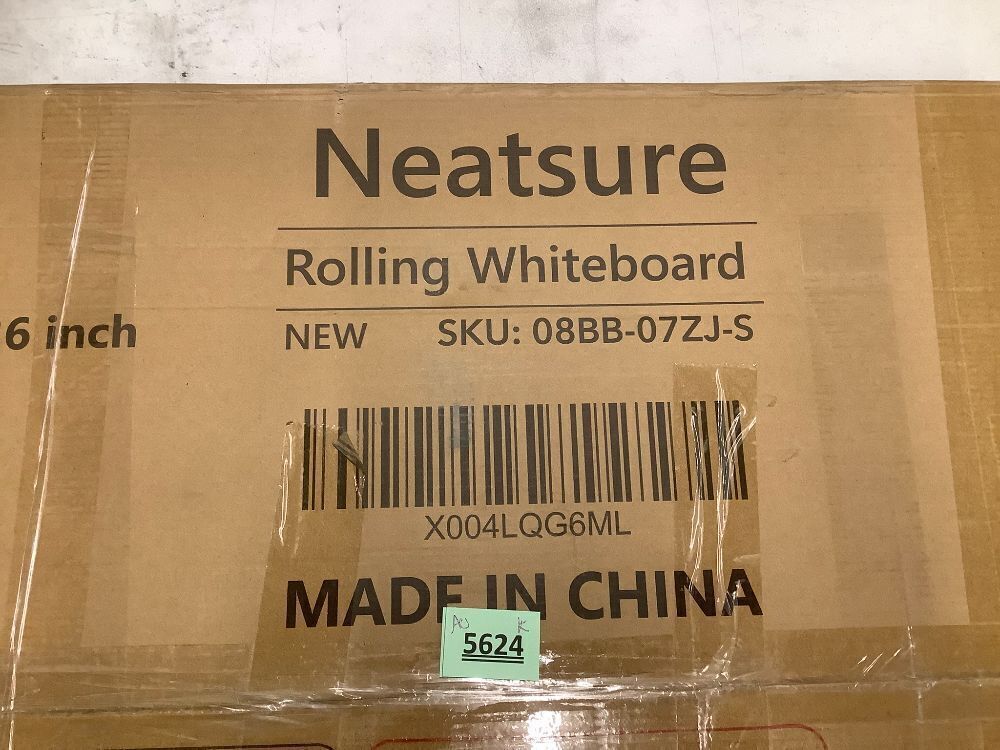 Neatsure
Rolling Whiteboard
6 inch
NEW SKU: 08BB-07ZJ-S
X004LQG6ML
MADE IN CHINA
5624